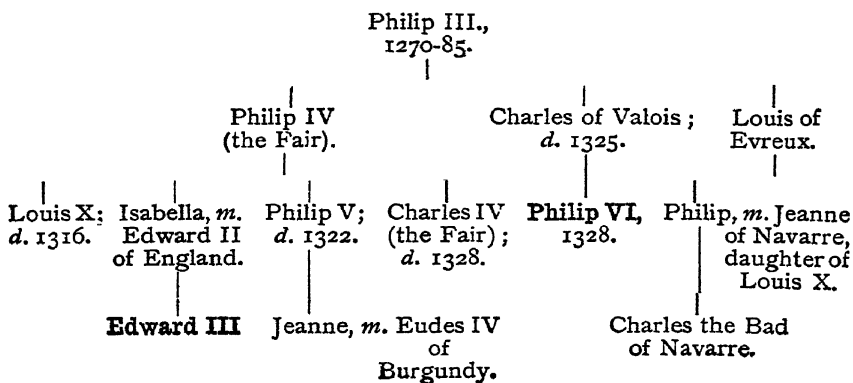 Philip III.,
1270-85.
Philip IV
(the Fair).
Charles of Valois;
d. 1325.
Louis of
Evreux.
Louis X;
d. 1316.
Isabella, m.
Edward II
of England.
Philip V;
d. 1322.
Charles IV
(the Fair);
d. 1328.
Philip VI,
1328.
Philip, m. Jeanne
of Navarre,
daughter of
Louis X.
Edward III
Jeanne, m. Eudes IV
of
Burgundy.
Charles the Bad
of Navarre.